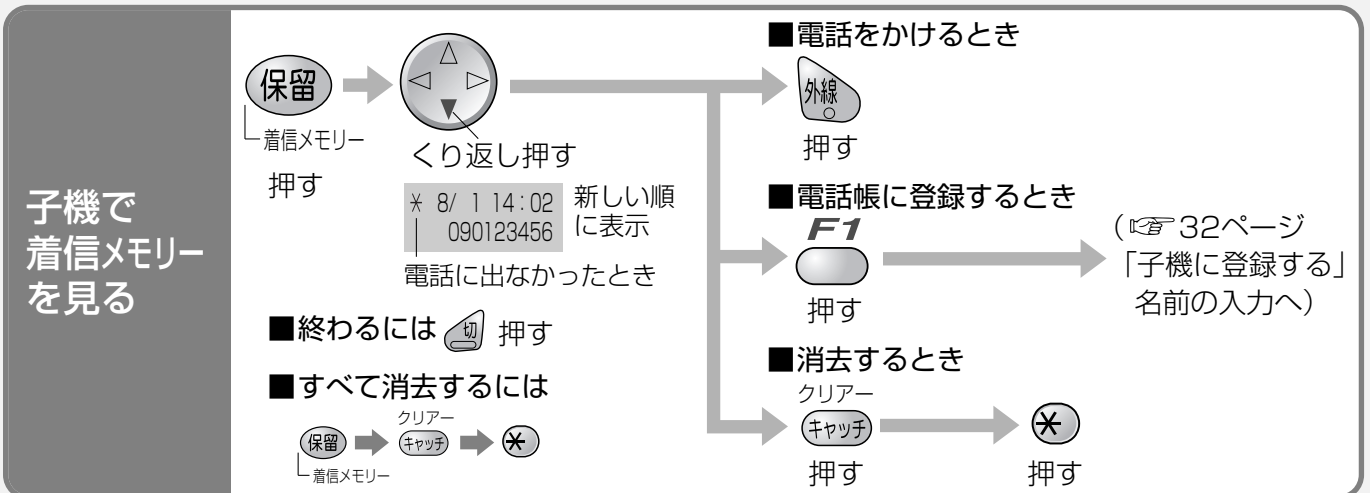 子機で
着信メモリー
を見る
保留
着信メモリー
押す
くり返し押す
* 8/ 1 14:02
090123456
新しい順
に表示
電話に出なかったとき
■終わるには 切 押す
■すべて消去するには
クリアー
保留 キャッチ *
着信メモリー
■電話をかけるとき
外線
押す
■電話帳に登録するとき
F1
押す
(☞32ページ
「子機に登録する」
名前の入力へ)
■消去するとき
クリアー
キャッチ *
押す 押す